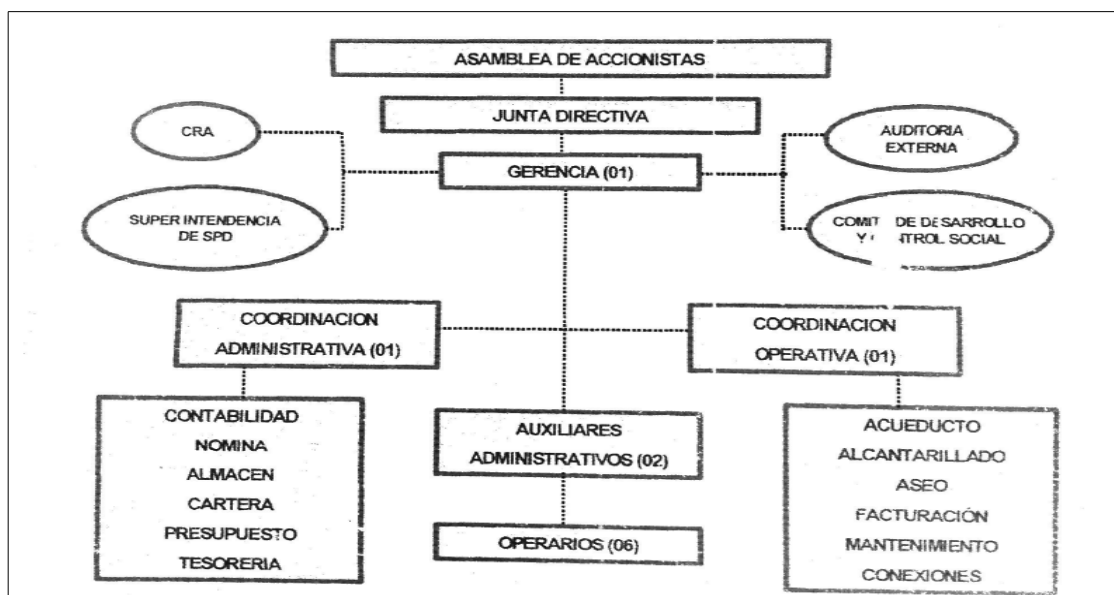 ASAMBLEA DE ACCIONISTAS
JUNTA DIRECTIVA
CRA
AUDITORIA
EXTERNA
GERENCIA (01)
SUPER INTENDENCIA
DE SPD
DE DESARROLLO
Y SOCIAL
COORDINACION
ADMINISTRATIVA (01)
COORDINACION
OPERATIVA (01)
CONTABILIDAD
NOMINA
ALMACEN
CARTERA
PRESUPUESTO
TESORERIA
AUXILIARES
ADMINISTRATIVOS (02)
OPERARIOS (06)
ACUEDUCTO
ALCANTARILLADO
ASEO
FACTURACIÓN
MANTENIMIENTO
CONEXIONES